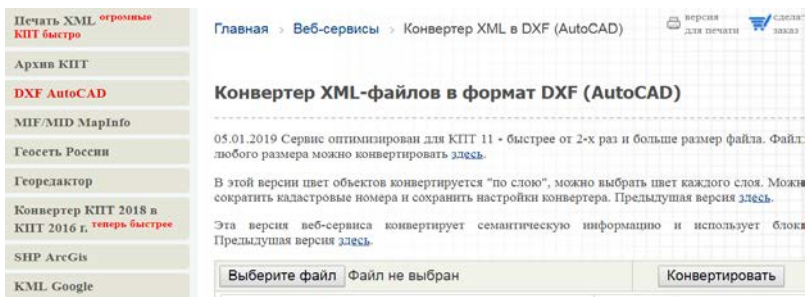 Печать XML огромные
КПТ быстро
Архив КПТ
DXF AutoCAD
MIF/MID MapInfo
Геосеть России
Георедактор
Конвертер КПТ 2018 в
КПТ 2016 г. теперь быстрее
SHP ArcGis
KML Google
Главная > Веб-сервисы > Конвертер XML в DXF (AutoCAD)
версия
для печати
заказ
Конвертер XML-файлов в формат DXF (AutoCAD)
05.01.2019 Сервис оптимизирован для КПТ 11 - быстрее от 2-х раз и больше размер файла. Файл
любого размера можно конвертировать здесь.
В этой версии цвет объектов конвертируется "по слою", можно выбрать цвет каждого слоя.
сократить кадастровые номера и сохранить настройки конвертера. Предыдущая версия здесь.
Эта версия веб-сервиса конвертирует семантическую информацию и использует
Предыдущая версия здесь.
Выберите файл Файл не выбран
Конвертировать